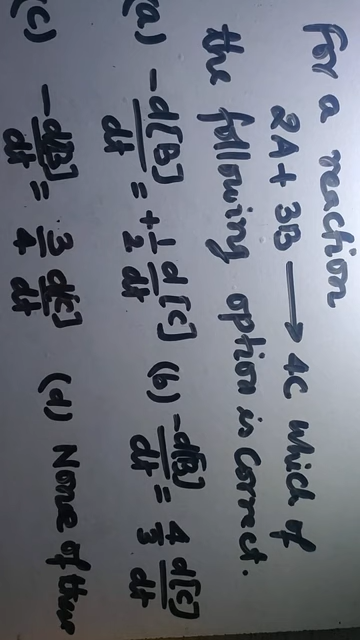 For a reaction
2A + 3B ⟶ 4C which of
the following option is correct.
(a) -d[B]/dt = +1/2 d[C]/dt (b) -d[B]/dt = 4/3 d[C]/dt
(c) -d[B]/dt = 3/4 d[C]/dt (d) None of